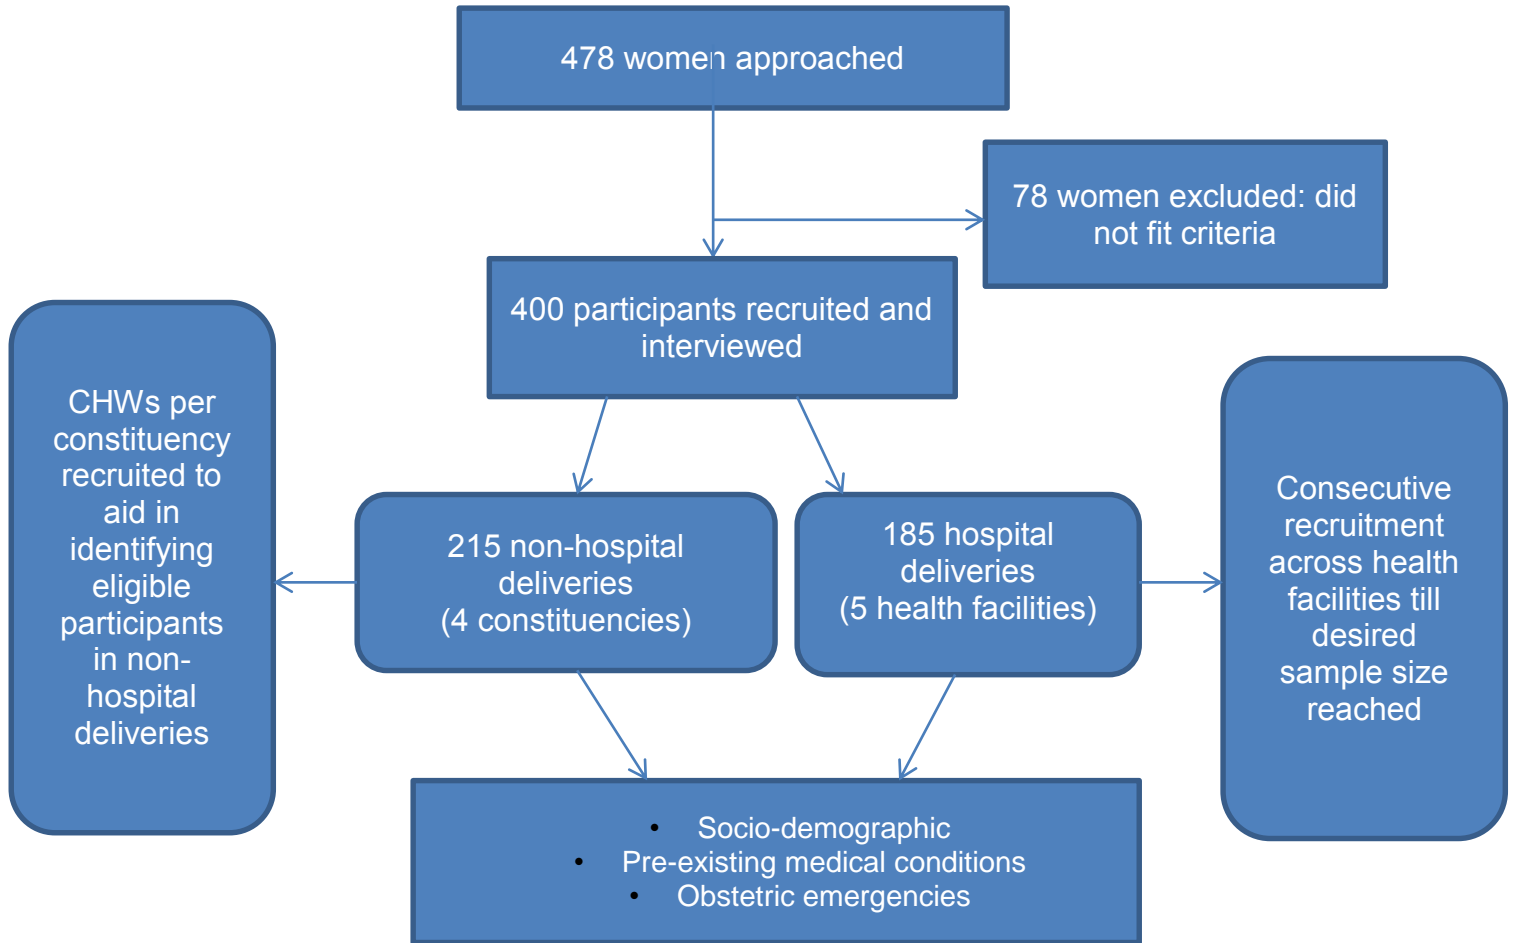 478 women approached
78 women excluded: did
not fit criteria
400 participants recruited and
interviewed
CHWs per
constituency
recruited to
aid in
identifying
eligible
participants
in non-
hospital
deliveries
215 non-hospital
deliveries
(4 constituencies)
185 hospital
deliveries
(5 health facilities)
Consecutive
recruitment
across health
facilities till
desired
sample size
reached
• Socio-demographic
• Pre-existing medical conditions
• Obstetric emergencies